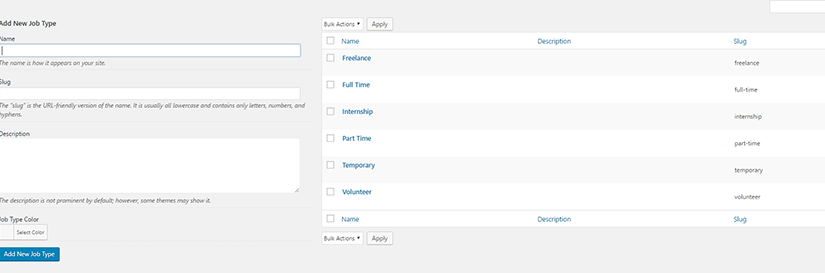 Add New Job Type
Name
The name is how it appears on your site.
Slug
The "slug" is the URL-friendly version of the name. It is usually all lowercase and contains only letters, numbers, and
hyphens.
Description
The description is not prominent by default; however, some themes may show it.
Job Type Color
Select Color
Add New Job Type
Bulk Actions Apply
Name Description Slug
Freelance freelance
Full Time full-time
Internship internship
Part Time part-time
Temporary temporary
Volunteer volunteer
Name Description Slug
Bulk Actions Apply